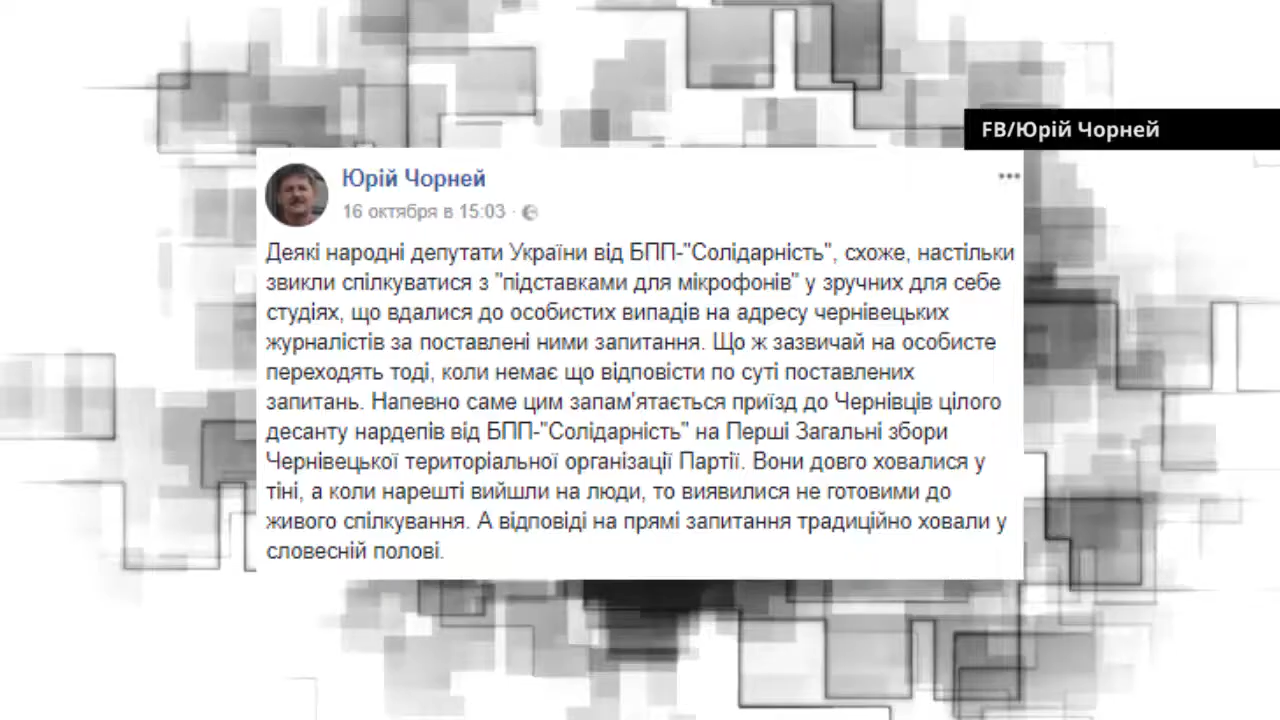 FB/Юрій Чорней
Юрій Чорней
16 октября в 15:03 ·
Деякі народні депутати України від БПП-"Солідарність", схоже, настільки
звикли спілкуватися з "підставками для мікрофонів" у зручних для себе
студіях, що вдалися до особистих випадів на адресу чернівецьких
журналістів за поставлені ними запитання. Що ж зазвичай на особисте
переходять тоді, коли немає що відповісти по суті поставлених
запитань. Напевно саме цим запам'ятається приїзд до Чернівців цілого
десанту нардепів від БПП-"Солідарність" на Перші Загальні збори
Чернівецької територіальної організації Партії. Вони довго ховалися у
тіні, а коли нарешті вийшли на люди, то виявилися не готовими до
живого спілкування. А відповіді на прямі запитання традиційно ховали у
словесній полові.